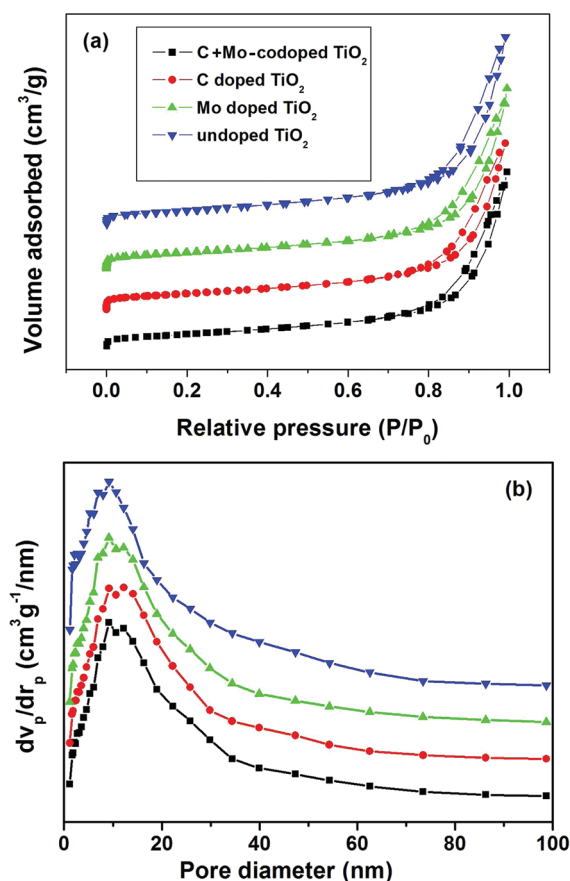 (a)
C+Mo-codoped TiO₂
C doped TiO₂
Mo doped TiO₂
undoped TiO₂
Volume adsorbed (cm³/g)
0.0 0.2 0.4 0.6 0.8 1.0
Relative pressure (P/P₀)
(b)
dvₚ/drₚ (cm³g⁻¹/nm)
0 20 40 60 80 100
Pore diameter (nm)